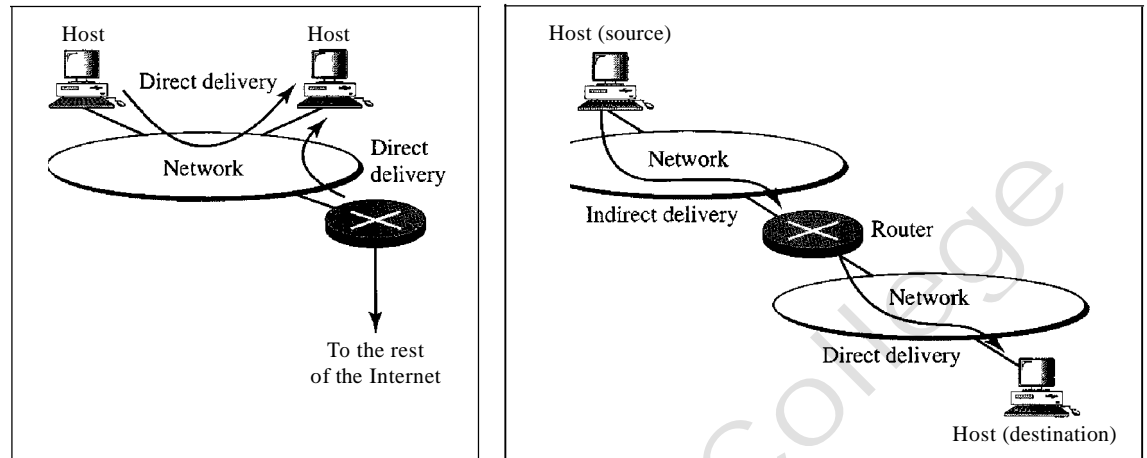 Host
Host
Direct delivery
Network
Direct
delivery
To the rest
of the Internet
Host (source)
Network
Indirect delivery
Router
Network
Direct delivery
Host (destination)
College